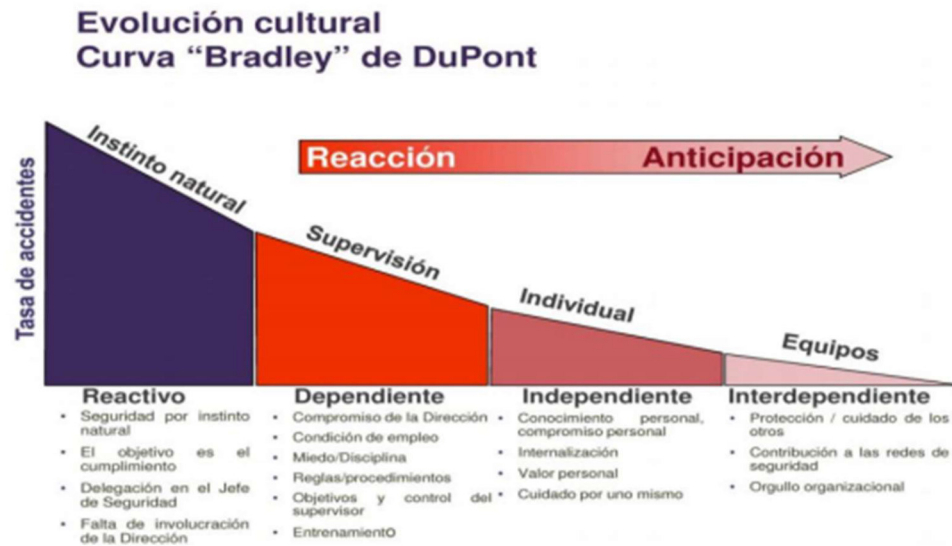 Evolución cultural
Curva “Bradley” de DuPont
Tasa de accidentes
Instinto natural
Supervisión
Individual
Equipos
Reacción
Anticipación
Reactivo
• Seguridad por instinto
natural
• El objetivo es el
cumplimiento
• Delegación en el Jefe
de Seguridad
• Falta de involucración
de la Dirección
Dependiente
• Compromiso de la Dirección
• Condición de empleo
• Miedo/Disciplina
• Reglas/procedimientos
• Objetivos y control del
supervisor
• Entrenamiento
Independiente
• Conocimiento personal,
compromiso personal
• Internalización
• Valor personal
• Cuidado por uno mismo
Interdependiente
• Protección / cuidado de los
otros
• Contribución a las redes de
seguridad
• Orgullo organizacional